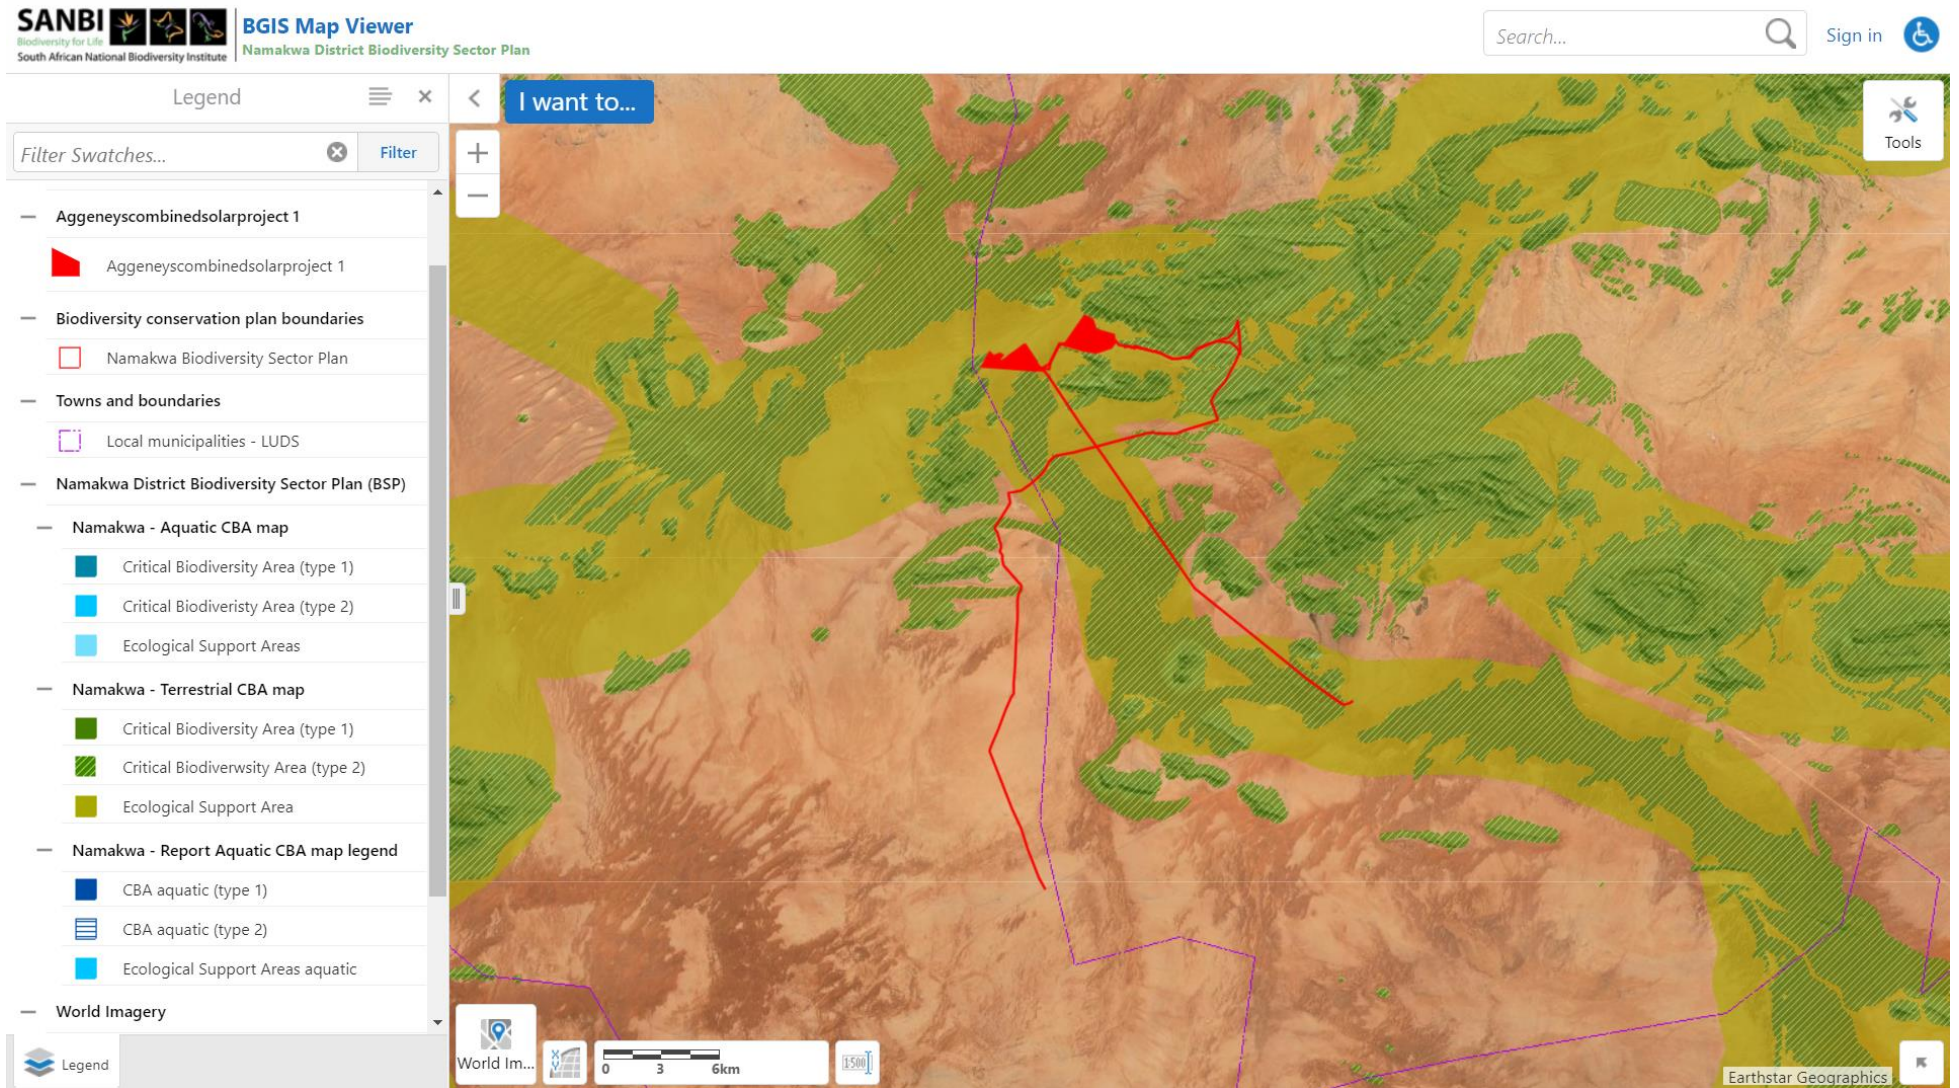 SANBI
Biodiversity for Life
South African National Biodiversity Institute
BGIS Map Viewer
Namakwa District Biodiversity Sector Plan
Search...
Sign in
Legend
I want to...
Filter Swatches...
Filter
Tools
Aggeneyscombinedsolarproject 1
Aggeneyscombinedsolarproject 1
Biodiversity conservation plan boundaries
Namakwa Biodiversity Sector Plan
Towns and boundaries
Local municipalities - LUDS
Namakwa District Biodiversity Sector Plan (BSP)
Namakwa - Aquatic CBA map
Critical Biodiversity Area (type 1)
Critical Biodiveristy Area (type 2)
Ecological Support Areas
Namakwa - Terrestrial CBA map
Critical Biodiversity Area (type 1)
Critical Biodiverwsity Area (type 2)
Ecological Support Area
Namakwa - Report Aquatic CBA map legend
CBA aquatic (type 1)
CBA aquatic (type 2)
Ecological Support Areas aquatic
World Imagery
Legend
World Im...
X
Y
0 3 6km
1:500
Earthstar Geographics